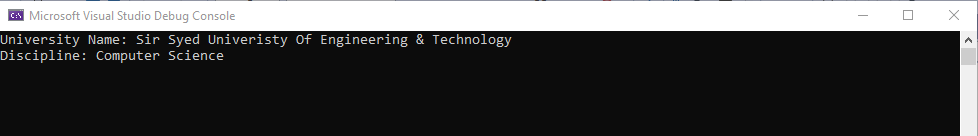 Microsoft Visual Studio Debug Console
University Name: Sir Syed Univeristy Of Engineering & Technology
Discipline: Computer Science